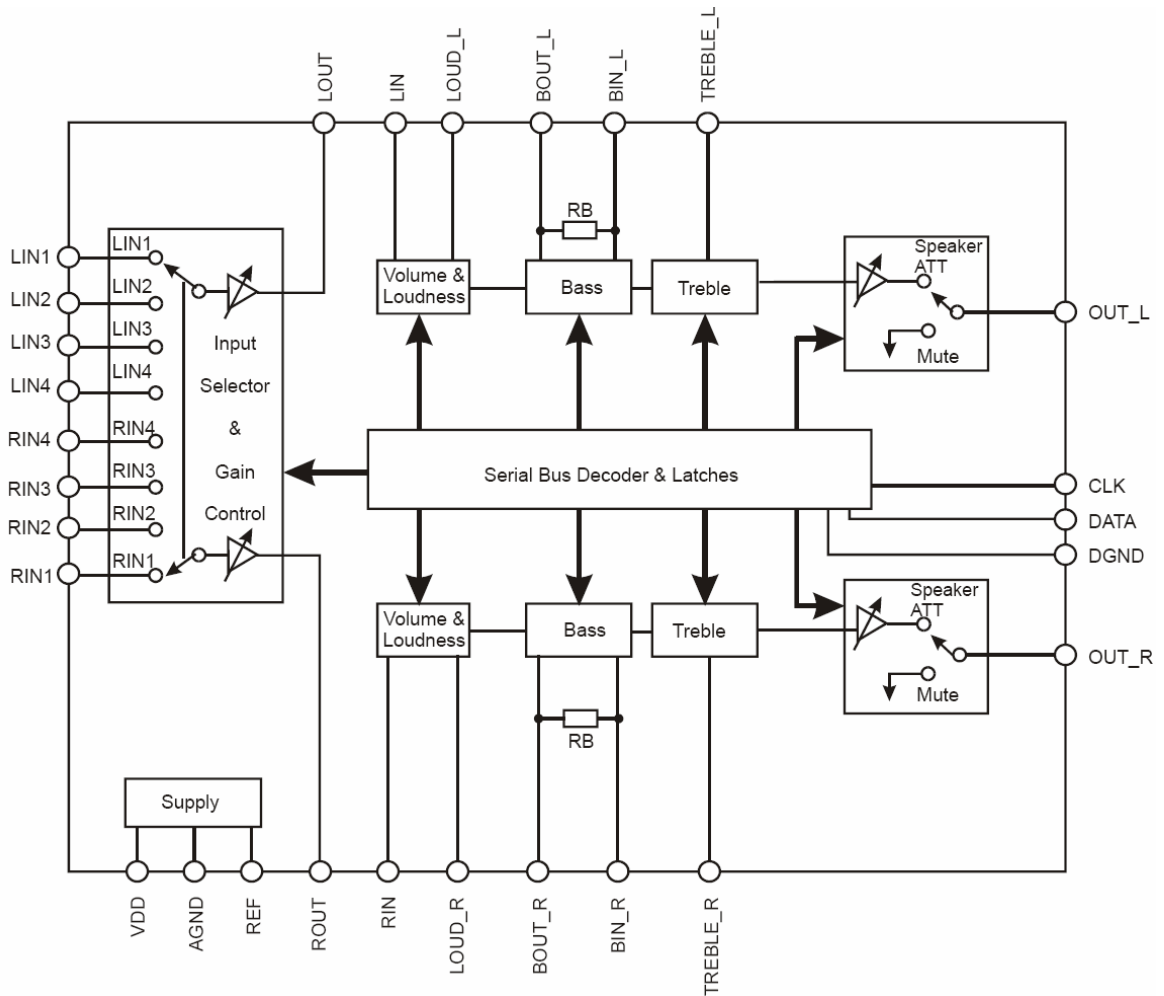 LOUT
LIN
LOUD_L
BOUT_L
BIN_L
TREBLE_L
RB
LIN1
LIN1
LIN2
LIN2
LIN3
LIN3
LIN4
LIN4
RIN4
RIN4
RIN3
RIN3
RIN2
RIN2
RIN1
RIN1
Input
Selector
&
Gain
Control
Volume &
Loudness
Bass
Treble
Speaker
ATT
Mute
OUT_L
Serial Bus Decoder & Latches
CLK
DATA
DGND
Volume &
Loudness
Bass
Treble
Speaker
ATT
Mute
OUT_R
RB
Supply
VDD
AGND
REF
ROUT
RIN
LOUD_R
BOUT_R
BIN_R
TREBLE_R